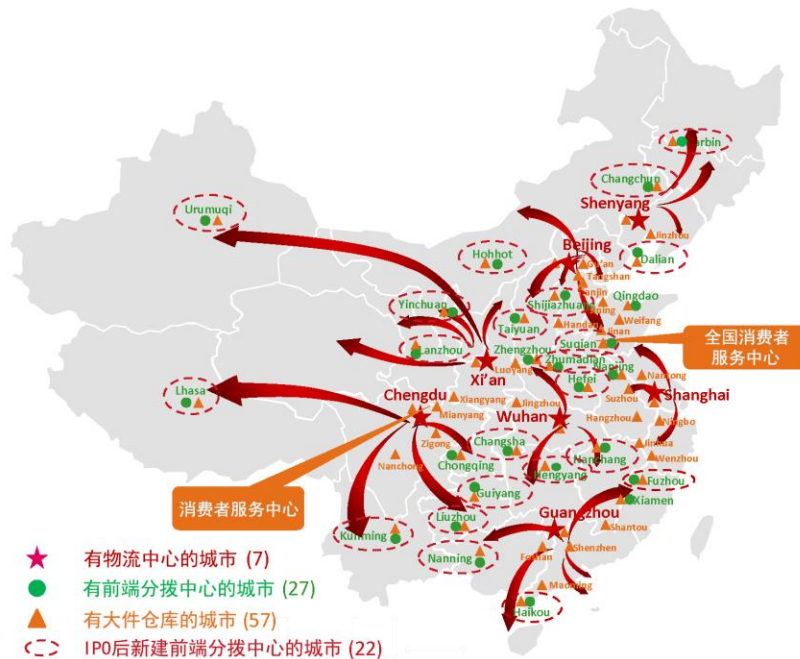 Harbin
Changchun
Shenyang
Urumuqi
Jinzhou
Beijing
Hohhot
Dalian
Gu'an
Tangshan
Tianjin
Yinchuan
Shijiazhuang
Qingdao
Jining
Taiyuan
Weifang
Handan
Jinan
Suqian
全国消费者
服务中心
Lanzhou
Zhengzhou
Zhumadian
Luoyang
Nanjing
Xi'an
Hefei
Nantong
Lhasa
Chengdu
Suzhou
Shanghai
Xiangyang
Jingzhou
Mianyang
Wuhan
Hangzhou
Ningbo
Zigong
Changsha
Jinhua
Nanchang
Wenzhou
Nanchong
Chongqing
Hengyang
Fuzhou
Guiyang
消费者服务中心
Xiamen
Liuzhou
Guangzhou
Kunming
Shantou
Nanning
Foshan
Shenzhen
Maoming
Haikou
有物流中心的城市 (7)
有前端分拨中心的城市 (27)
有大件仓库的城市 (57)
IPO后新建前端分拨中心的城市 (22)